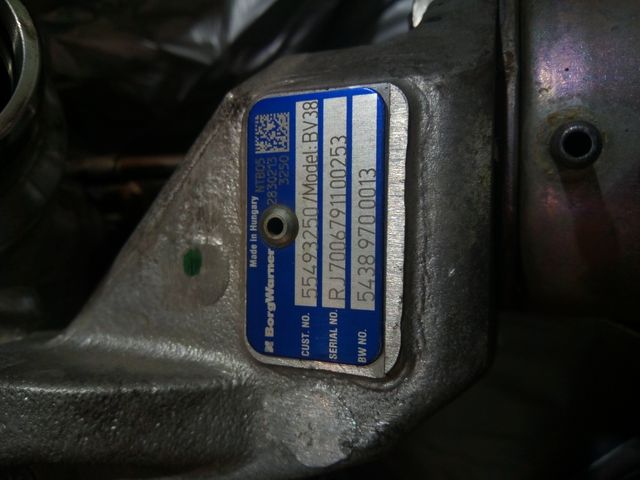 Made in Hungary
NTB05
2830213
3250
BorgWarner
CUST. NO. 55493250/Model:BV38
SERIAL NO. RJ7006791100253
BW NO. 5438 970 0013